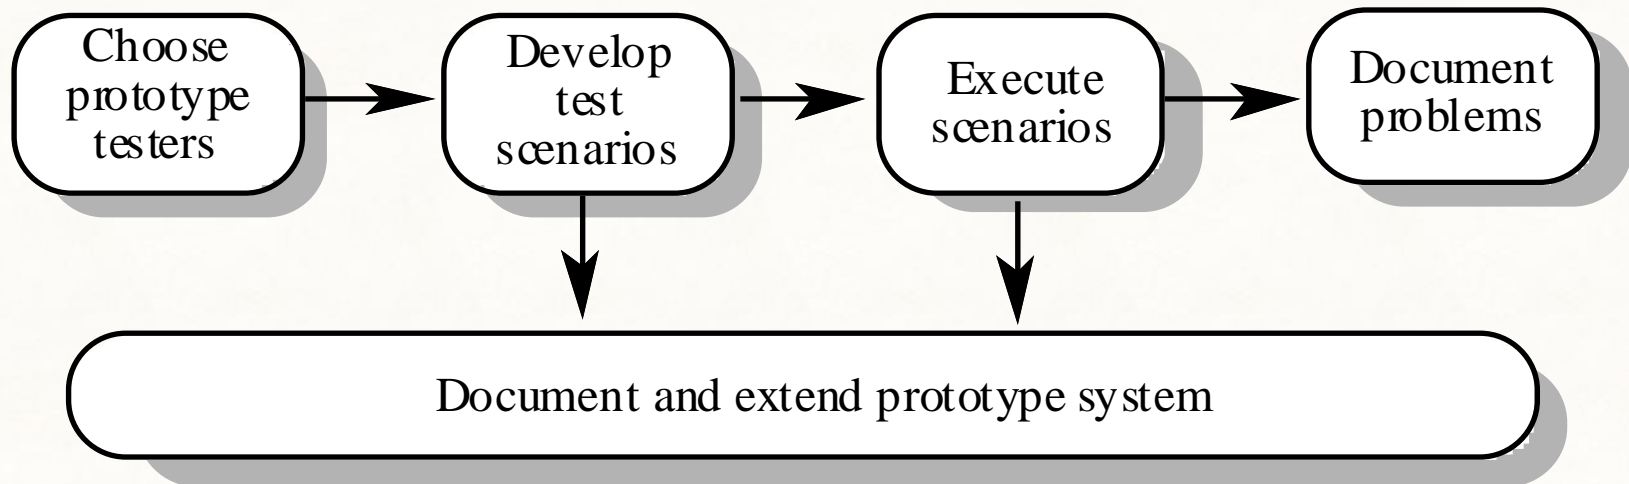 Choose
prototype
testers
Develop
test
scenarios
Execute
scenarios
Document
problems
Document and extend prototype system